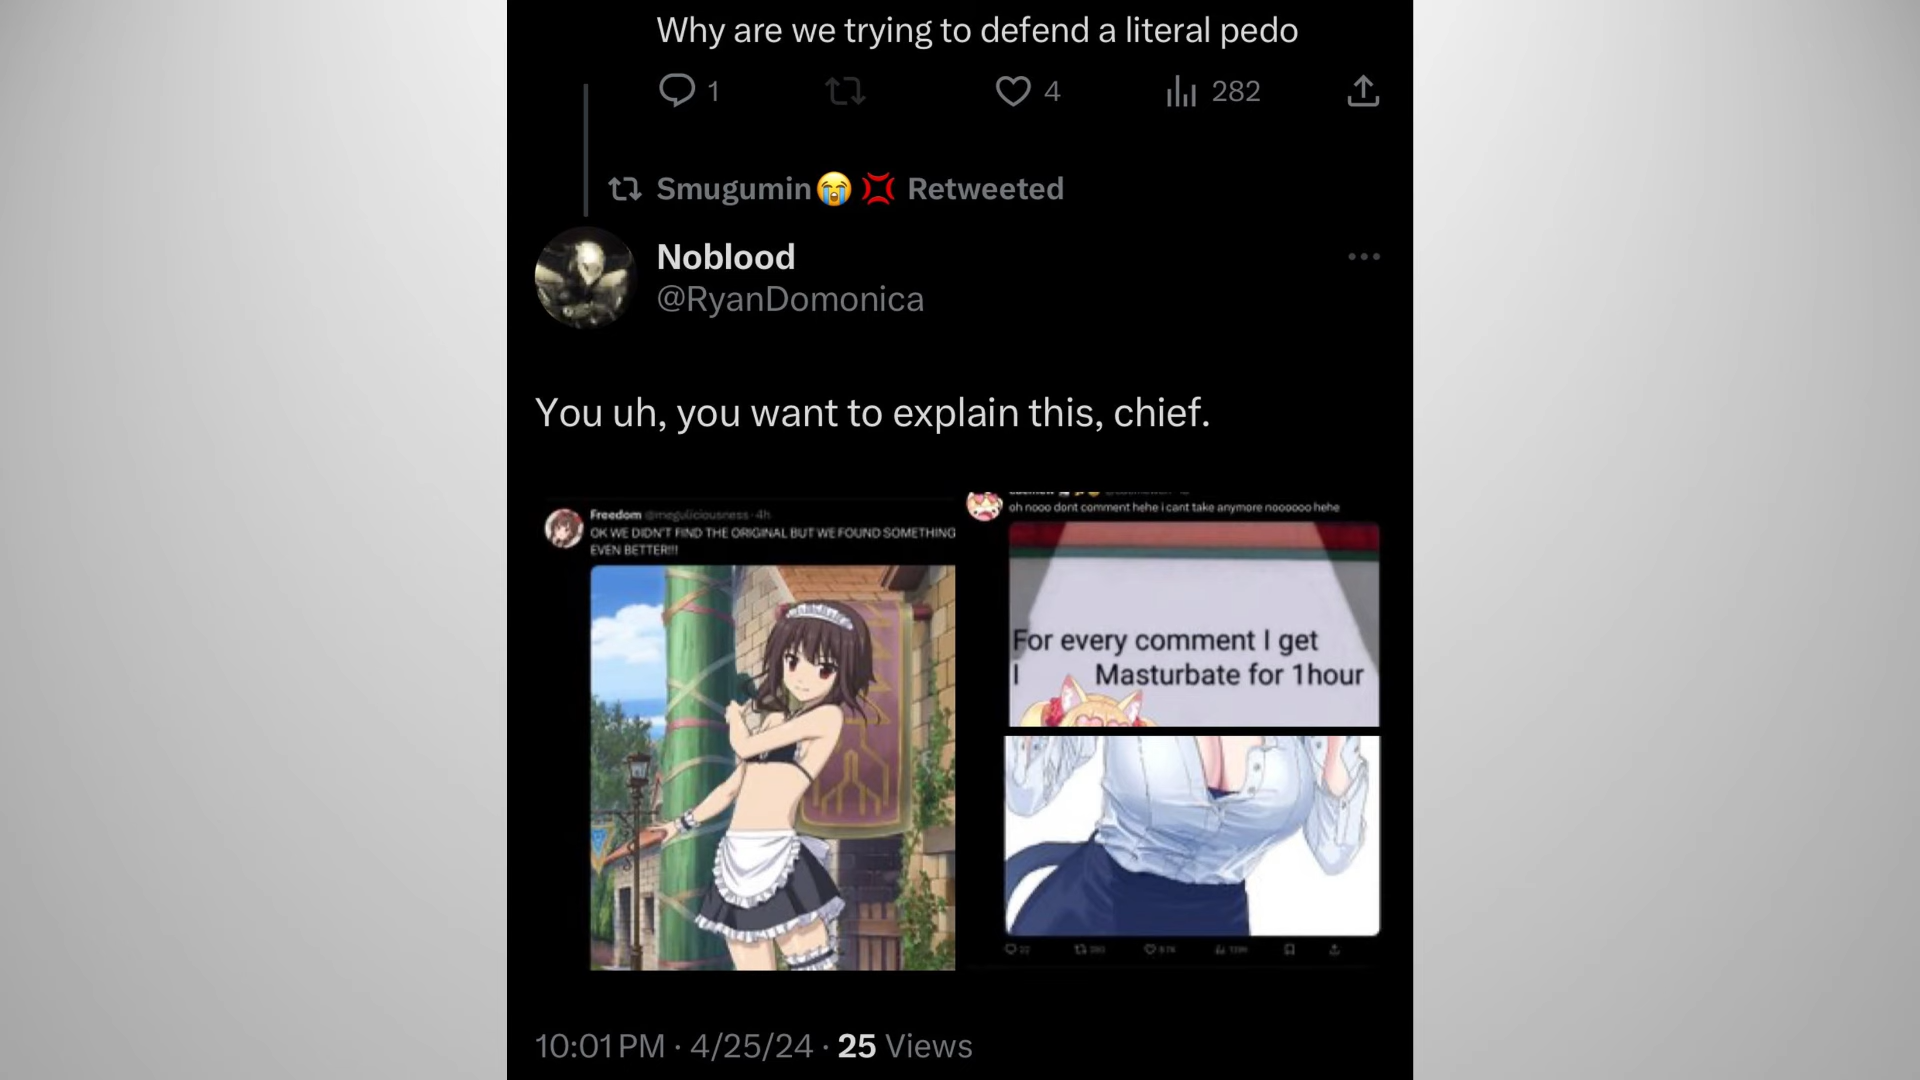 Why are we trying to defend a literal pedo
1 4 282
Smugumin Retweeted
Noblood
@RyanDomonica
You uh, you want to explain this, chief.
Freedom @meguliciousness · 4h
OK WE DIDN'T FIND THE ORIGINAL BUT WE FOUND SOMETHING
EVEN BETTER!!!
oh nooo dont comment hehe i cant take anymore noooooo hehe
For every comment I get
I Masturbate for 1hour
10:01 PM · 4/25/24 · 25 Views